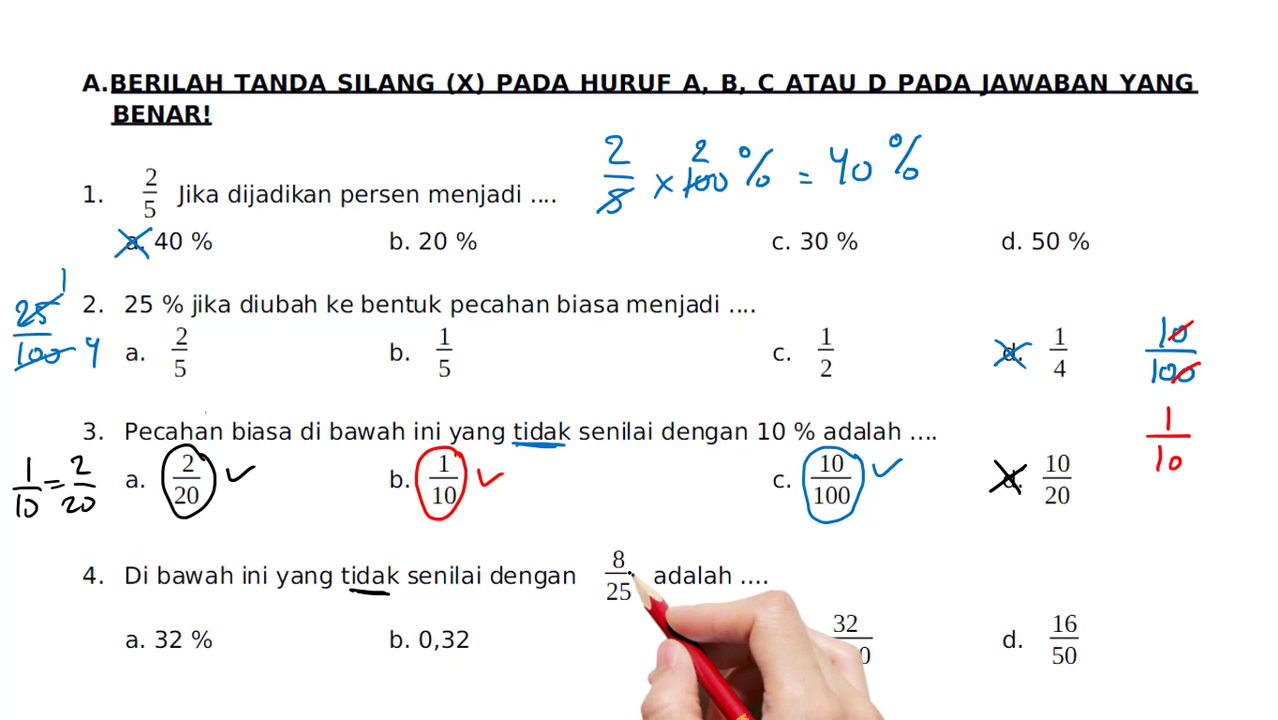 A. BERILAH TANDA SILANG (X) PADA HURUF A, B, C ATAU D PADA JAWABAN YANG
BENAR!
2/5 × 100 2 % = 40 %
1. 2/5 Jika dijadikan persen menjadi ....
a. 40 % b. 20 % c. 30 % d. 50 %
25/100 1 4
2. 25 % jika diubah ke bentuk pecahan biasa menjadi ....
a. 2/5 b. 1/5 c. 1/2 d. 1/4
10/100
3. Pecahan biasa di bawah ini yang tidak senilai dengan 10 % adalah ....
1/10
1/10 = 2/20
a. 2/20 b. 1/10 c. 10/100 d. 10/20
4. Di bawah ini yang tidak senilai dengan 8/25 adalah ....
a. 32 % b. 0,32 32 0 d. 16/50